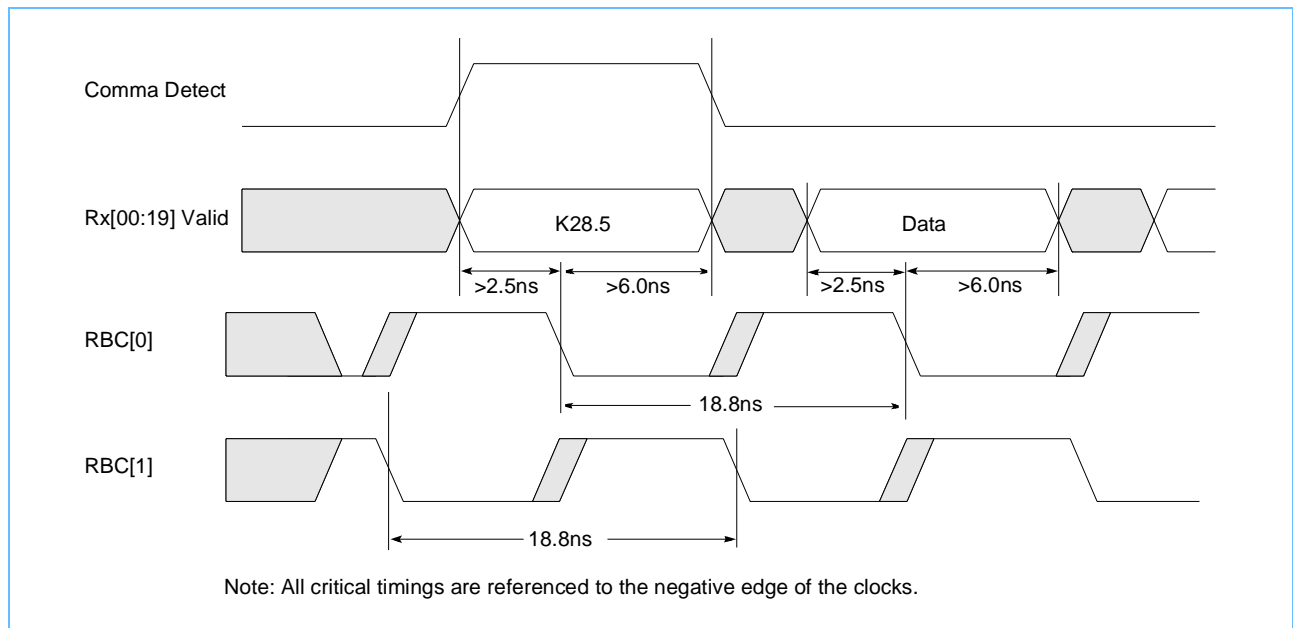 Comma Detect
Rx[00:19] Valid
K28.5
Data
>2.5ns
>6.0ns
>2.5ns
>6.0ns
RBC[0]
18.8ns
RBC[1]
18.8ns
Note: All critical timings are referenced to the negative edge of the clocks.